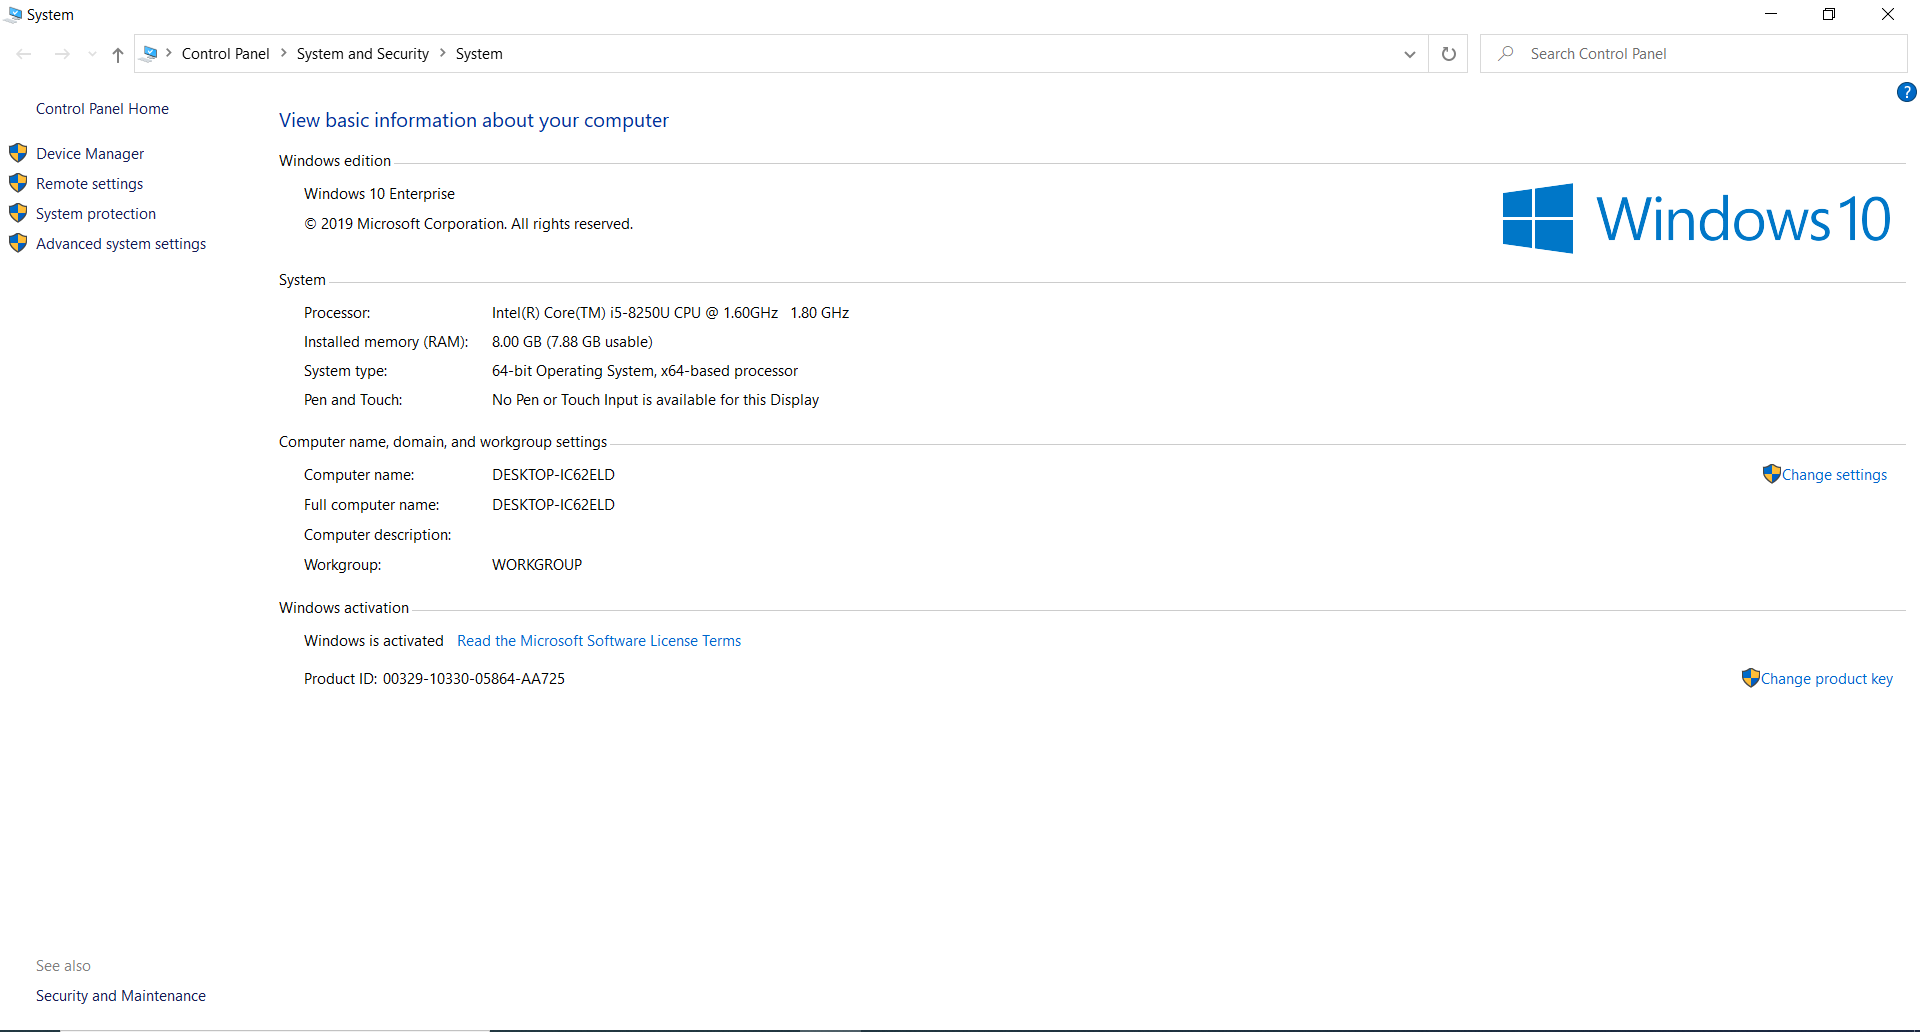 System
Control Panel System and Security System
Search Control Panel
?
Control Panel Home
Device Manager
Remote settings
System protection
Advanced system settings
View basic information about your computer
Windows edition
Windows 10 Enterprise
© 2019 Microsoft Corporation. All rights reserved.
Windows 10
System
Processor: Intel(R) Core(TM) i5-8250U CPU @ 1.60GHz 1.80 GHz
Installed memory (RAM): 8.00 GB (7.88 GB usable)
System type: 64-bit Operating System, x64-based processor
Pen and Touch: No Pen or Touch Input is available for this Display
Computer name, domain, and workgroup settings
Computer name: DESKTOP-IC62ELD Change settings
Full computer name: DESKTOP-IC62ELD
Computer description:
Workgroup: WORKGROUP
Windows activation
Windows is activated Read the Microsoft Software License Terms
Product ID: 00329-10330-05864-AA725 Change product key
See also
Security and Maintenance